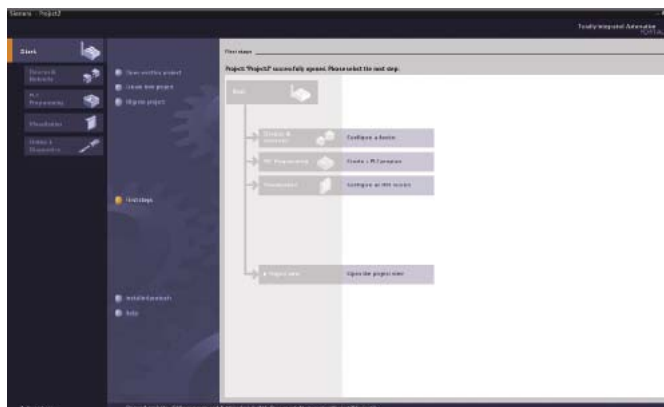 Siemens - Project2
Totally Integrated Automation
PORTAL
Start
Devices &
Networks
PLC
Programming
Visualization
Online &
Diagnostics
Open existing project
Create new project
Migrate project
First steps
Installed products
Help
First steps
Project: "Project2" successfully opened. Please select the next step:
Start
Devices &
networks
Configure a device
PLC Programming
Create a PLC program
Visualization
Configure an HMI screen
Project view
Open the project view